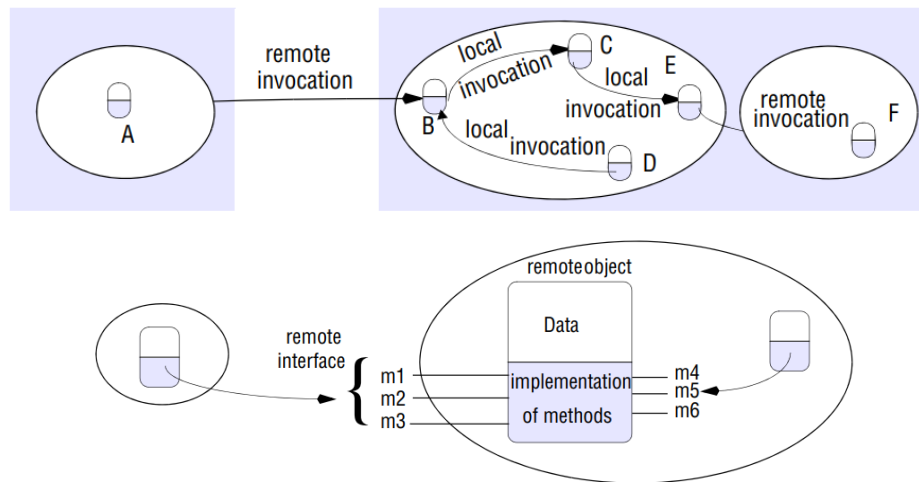 remote
invocation
A
B
local
invocation
C
local
invocation
E
local
invocation
D
remote
invocation
F
remoteobject
Data
remote
interface
{
m1
m2
m3
implementation
of methods
m4
m5
m6